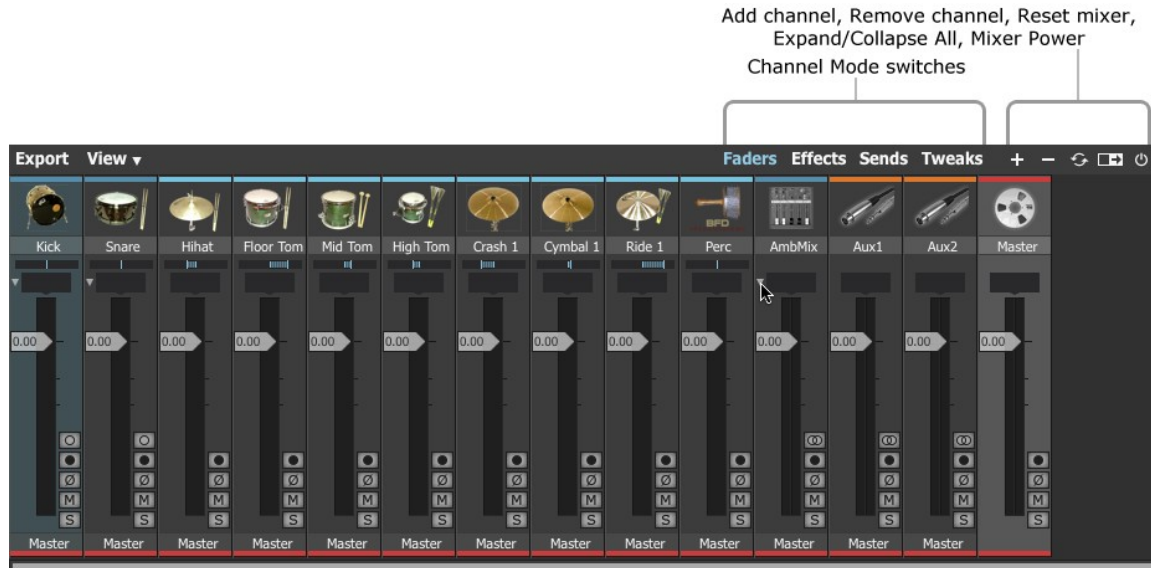 Add channel, Remove channel, Reset mixer,
Expand/Collapse All, Mixer Power
Channel Mode switches
Export View ▼ Faders Effects Sends Tweaks + −
BFD
Kick Snare Hihat Floor Tom Mid Tom High Tom Crash 1 Cymbal 1 Ride 1 Perc AmbMix Aux1 Aux2 Master
0.00 0.00 0.00 0.00 0.00 0.00 0.00 0.00 0.00 0.00 0.00 0.00 0.00 0.00
Ø Ø Ø Ø Ø Ø Ø Ø Ø Ø Ø Ø Ø Ø
M M M M M M M M M M M M M M
S S S S S S S S S S S S S S
Master Master Master Master Master Master Master Master Master Master Master Master Master